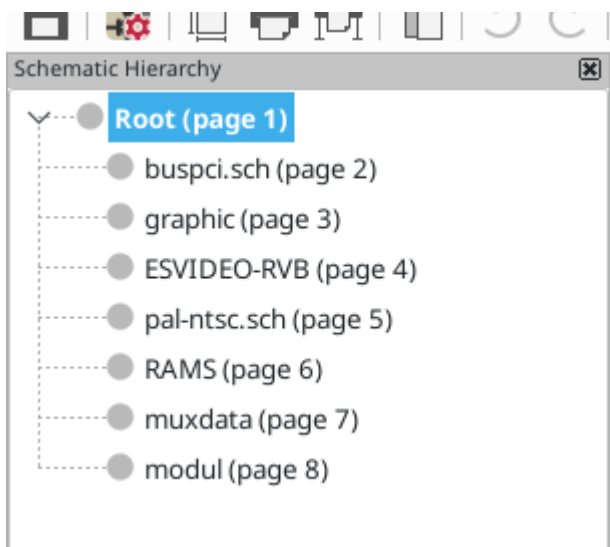 Schematic Hierarchy
Root (page 1)
buspci.sch (page 2)
graphic (page 3)
ESVIDEO-RVB (page 4)
pal-ntsc.sch (page 5)
RAMS (page 6)
muxdata (page 7)
modul (page 8)